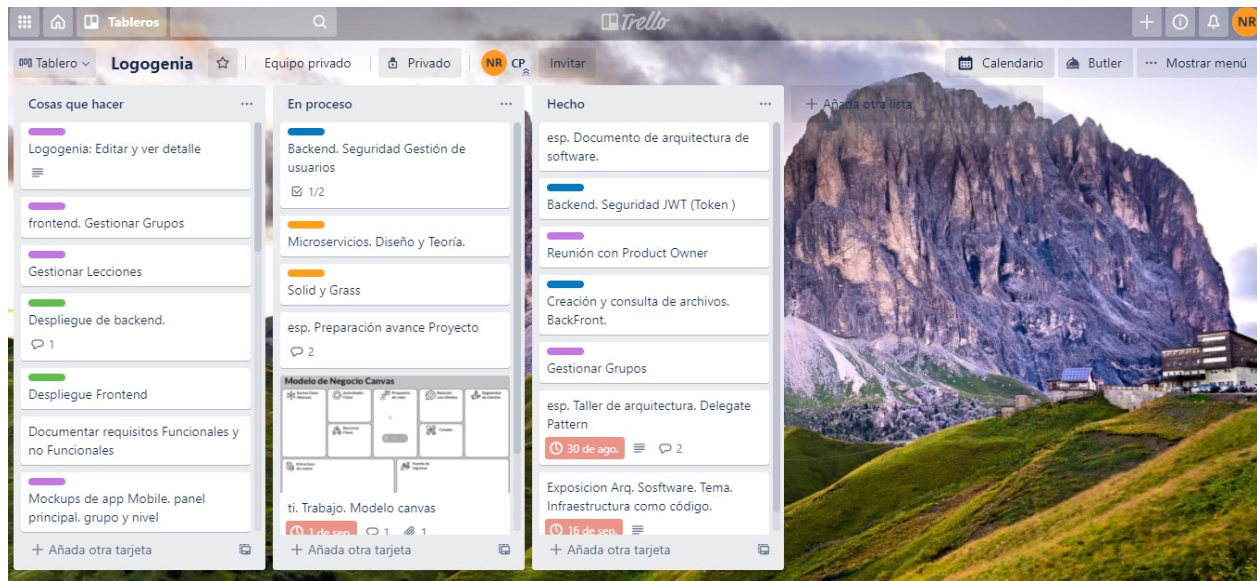 Tableros
Trello
NR
Tablero
Logogenia
Equipo privado
Privado
NR CP
Invitar
Calendario
Butler
Mostrar menú
Cosas que hacer
Logogenia: Editar y ver detalle
frontend. Gestionar Grupos
Gestionar Lecciones
Despliegue de backend.
1
Despliegue Frontend
Documentar requisitos Funcionales y
no Funcionales
Mockups de app Mobile. panel
principal. grupo y nivel
+ Añada otra tarjeta
En proceso
Backend. Seguridad Gestión de
usuarios
1/2
Microservicios. Diseño y Teoría.
Solid y Grass
esp. Preparación avance Proyecto
2
Modelo de Negocio Canvas
ti. Trabajo. Modelo canvas
1 de sep. 1 1
+ Añada otra tarjeta
Hecho
esp. Documento de arquitectura de
software.
Backend. Seguridad JWT (Token )
Reunión con Product Owner
Creación y consulta de archivos.
BackFront.
Gestionar Grupos
esp. Taller de arquitectura. Delegate
Pattern
30 de ago. 2
Exposicion Arq. Sosftware. Tema.
Infraestructura como código.
16 de sep.
+ Añada otra tarjeta
+ Añada otra lista